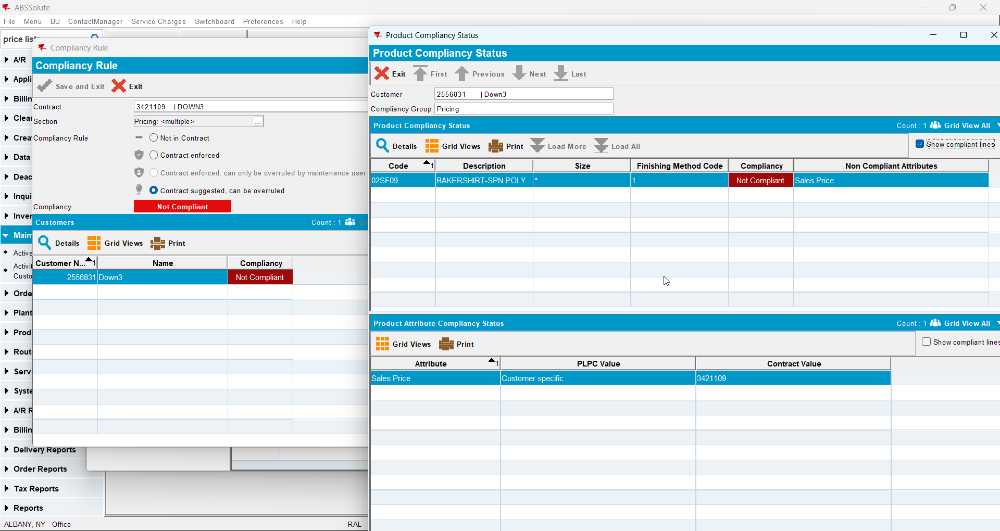 ABSSolute
File Menu BU ContactManager Service Charges Switchboard Preferences Help
price lists
A/R
Appli
Billin
Clear
Creat
Data
Deac
Inqui
Inver
Maint
Active
Activit
Custo
Orde
Plant
Produ
Route
Servi
Syste
A/R R
Billin
Delivery Reports
Order Reports
Tax Reports
Reports
ALBANY, NY - Office
RAL
Compliancy Rule
Compliancy Rule
Save and Exit Exit
Contract 3421109 | DOWN3
Section Pricing: <multiple> ...
Compliancy Rule Not in Contract
Contract enforced
Contract enforced, can only be overruled by maintenance user
Contract suggested, can be overruled
Compliancy Not Compliant
Customers Count : 1 Gr
Details Grid Views Print
Customer N... 1 Name Compliancy
2556831 Down3 Not Compliant
Product Compliancy Status
Product Compliancy Status
Exit First Previous Next Last
Customer 2556831 | Down3
Compliancy Group Pricing
Product Compliancy Status Count : 1 Grid View All
Details Grid Views Print Load More Load All Show compliant lines
Code 1 Description Size Finishing Method Code Compliancy Non Compliant Attributes
02SF09 BAKERSHIRT-SPN POLY... * 1 Not Compliant Sales Price
Product Attribute Compliancy Status Count : 1 Grid View All
Grid Views Print Show compliant lines
Attribute 1 PLPC Value Contract Value
Sales Price Customer specific 3421109